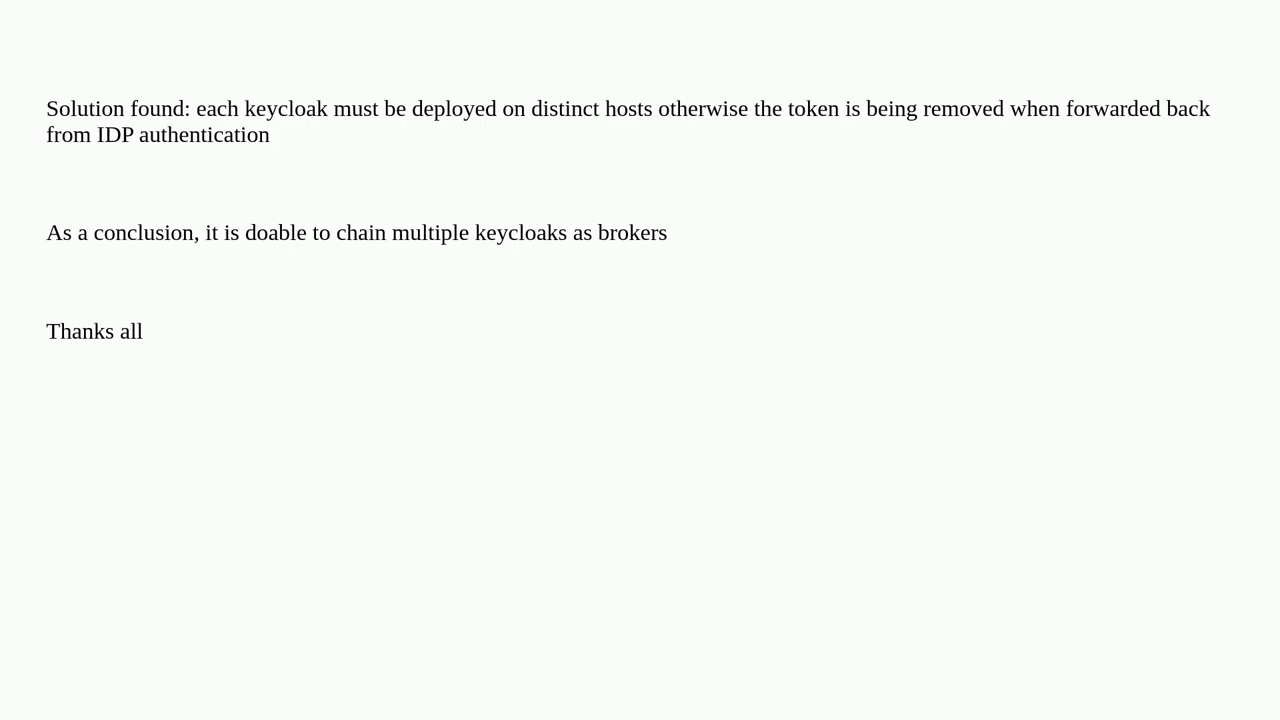 Solution found: each keycloak must be deployed on distinct hosts otherwise the token is being removed when forwarded back
from IDP authentication
As a conclusion, it is doable to chain multiple keycloaks as brokers
Thanks all